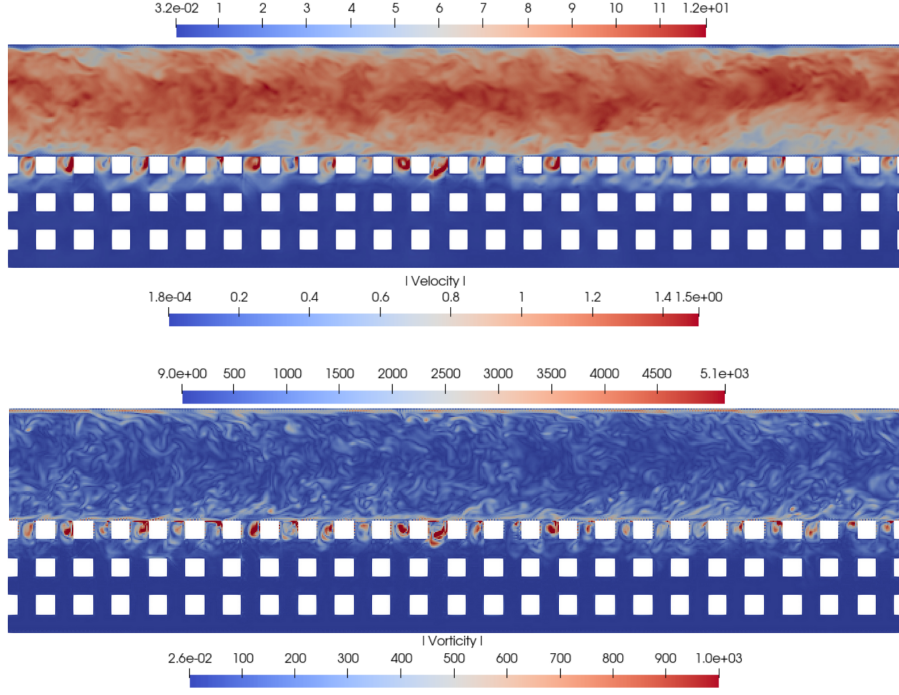 3.2e-02 1 2 3 4 5 6 7 8 9 10 11 1.2e+01
| Velocity |
1.8e-04 0.2 0.4 0.6 0.8 1 1.2 1.4 1.5e+00
9.0e+00 500 1000 1500 2000 2500 3000 3500 4000 4500 5.1e+03
| Vorticity |
2.6e-02 100 200 300 400 500 600 700 800 900 1.0e+03